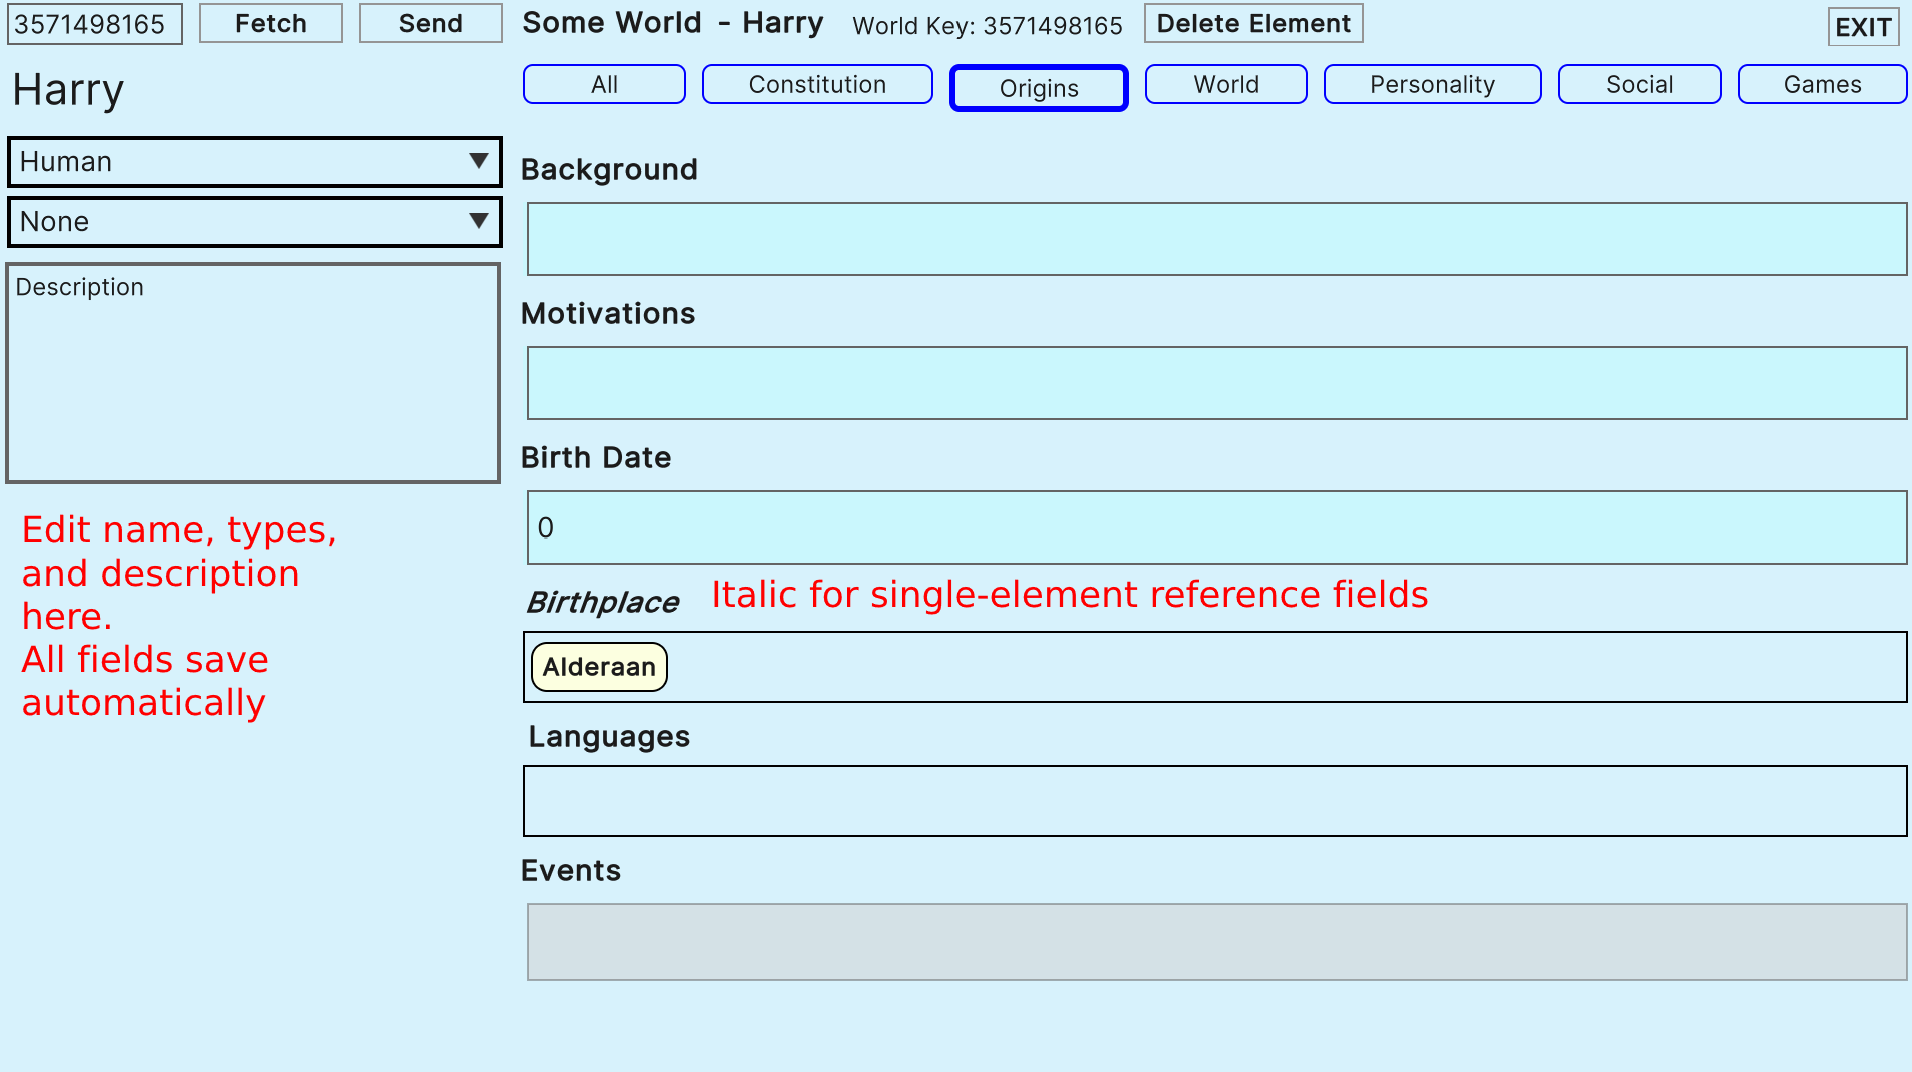 3571498165 Fetch Send Some World - Harry World Key: 3571498165 Delete Element EXIT
Harry
All Constitution Origins World Personality Social Games
Human
None
Description
Edit name, types,
and description
here.
All fields save
automatically
Background
Motivations
Birth Date
0
Birthplace Italic for single-element reference fields
Alderaan
Languages
Events